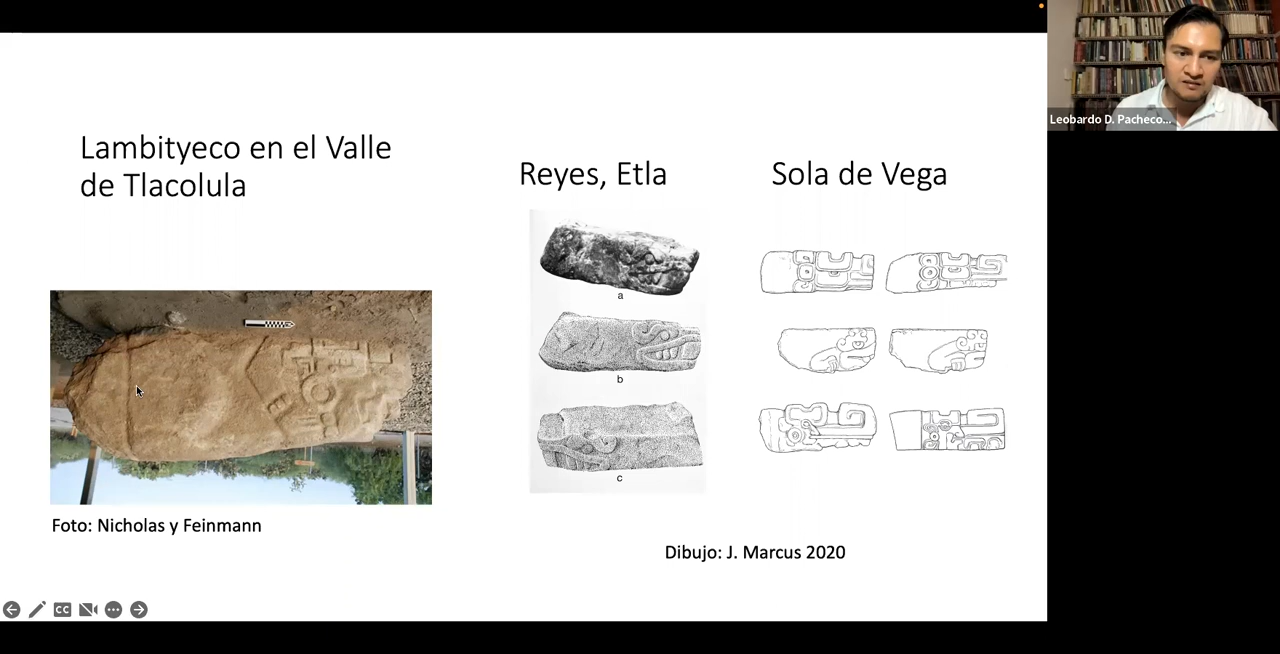 Leobardo D. Pacheco...
Lambityeco en el Valle
de Tlacolula
Reyes, Etla
Sola de Vega
a
b
c
Foto: Nicholas y Feinmann
Dibujo: J. Marcus 2020
CC